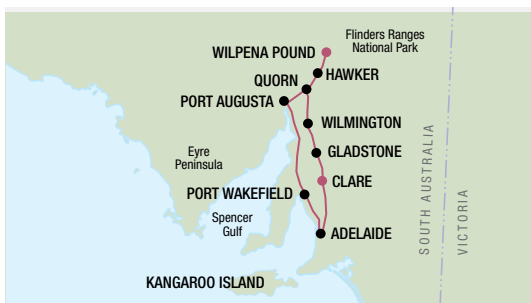 Flinders Ranges
National Park
WILPENA POUND
HAWKER
QUORN
PORT AUGUSTA
WILMINGTON
GLADSTONE
Eyre
Peninsula
CLARE
PORT WAKEFIELD
Spencer
Gulf
ADELAIDE
KANGAROO ISLAND
SOUTH AUSTRALIA
VICTORIA